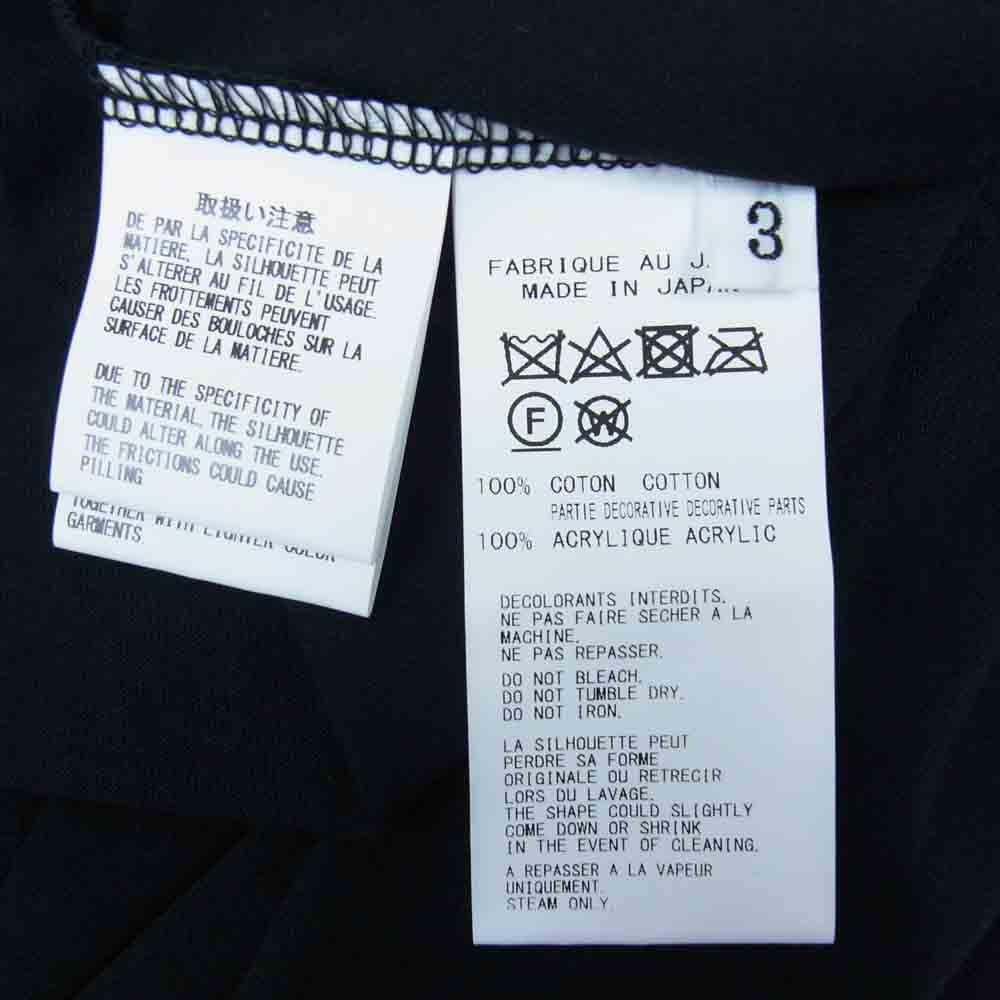 取扱い注意
DE PAR LA SPECIFICITE DE LA
MATIERE, LA SILHOUETTE PEUT
S'ALTERER AU FIL DE L'USAGE.
LES FROTTEMENTS PEUVENT
CAUSER DES BOULOCHES SUR LA
SURFACE DE LA MATIERE.
DUE TO THE SPECIFICITY OF
THE MATERIAL, THE SILHOUETTE
COULD ALTER ALONG THE USE.
THE FRICTIONS COULD CAUSE
PILLING
TOGETHER WITH LIGHTER COLOR
GARMENTS
3
FABRIQUE AU J
MADE IN JAPAN
F
W
100% COTON COTTON
PARTIE DECORATIVE DECORATIVE PARTS
100% ACRYLIQUE ACRYLIC
DECOLORANTS INTERDITS.
NE PAS FAIRE SECHER A LA
MACHINE.
NE PAS REPASSER.
DO NOT BLEACH.
DO NOT TUMBLE DRY.
DO NOT IRON.
LA SILHOUETTE PEUT
PERDRE SA FORME
ORIGINALE OU RETRECIR
LORS DU LAVAGE.
THE SHAPE COULD SLIGHTLY
COME DOWN OR SHRINK
IN THE EVENT OF CLEANING.
A REPASSER A LA VAPEUR
UNIQUEMENT.
STEAM ONLY.